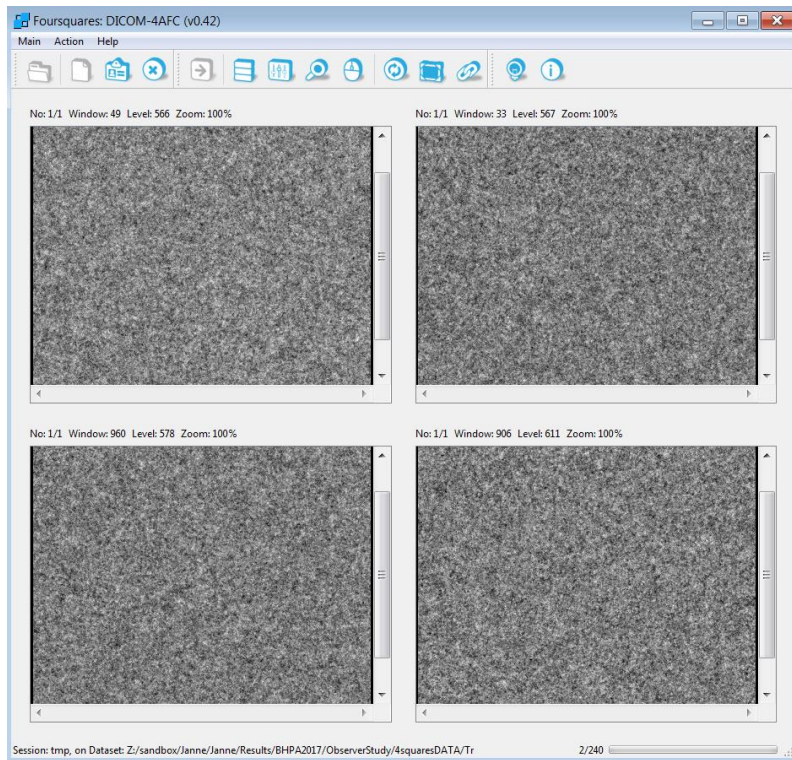 Foursquares: DICOM-4AFC (v0.42)
Main Action Help
No: 1/1 Window: 49 Level: 566 Zoom: 100%
No: 1/1 Window: 33 Level: 567 Zoom: 100%
No: 1/1 Window: 960 Level: 578 Zoom: 100%
No: 1/1 Window: 906 Level: 611 Zoom: 100%
Session: tmp, on Dataset: Z:/sandbox/Janne/Janne/Results/BHPA2017/ObserverStudy/4squaresDATA/Tr
2/240